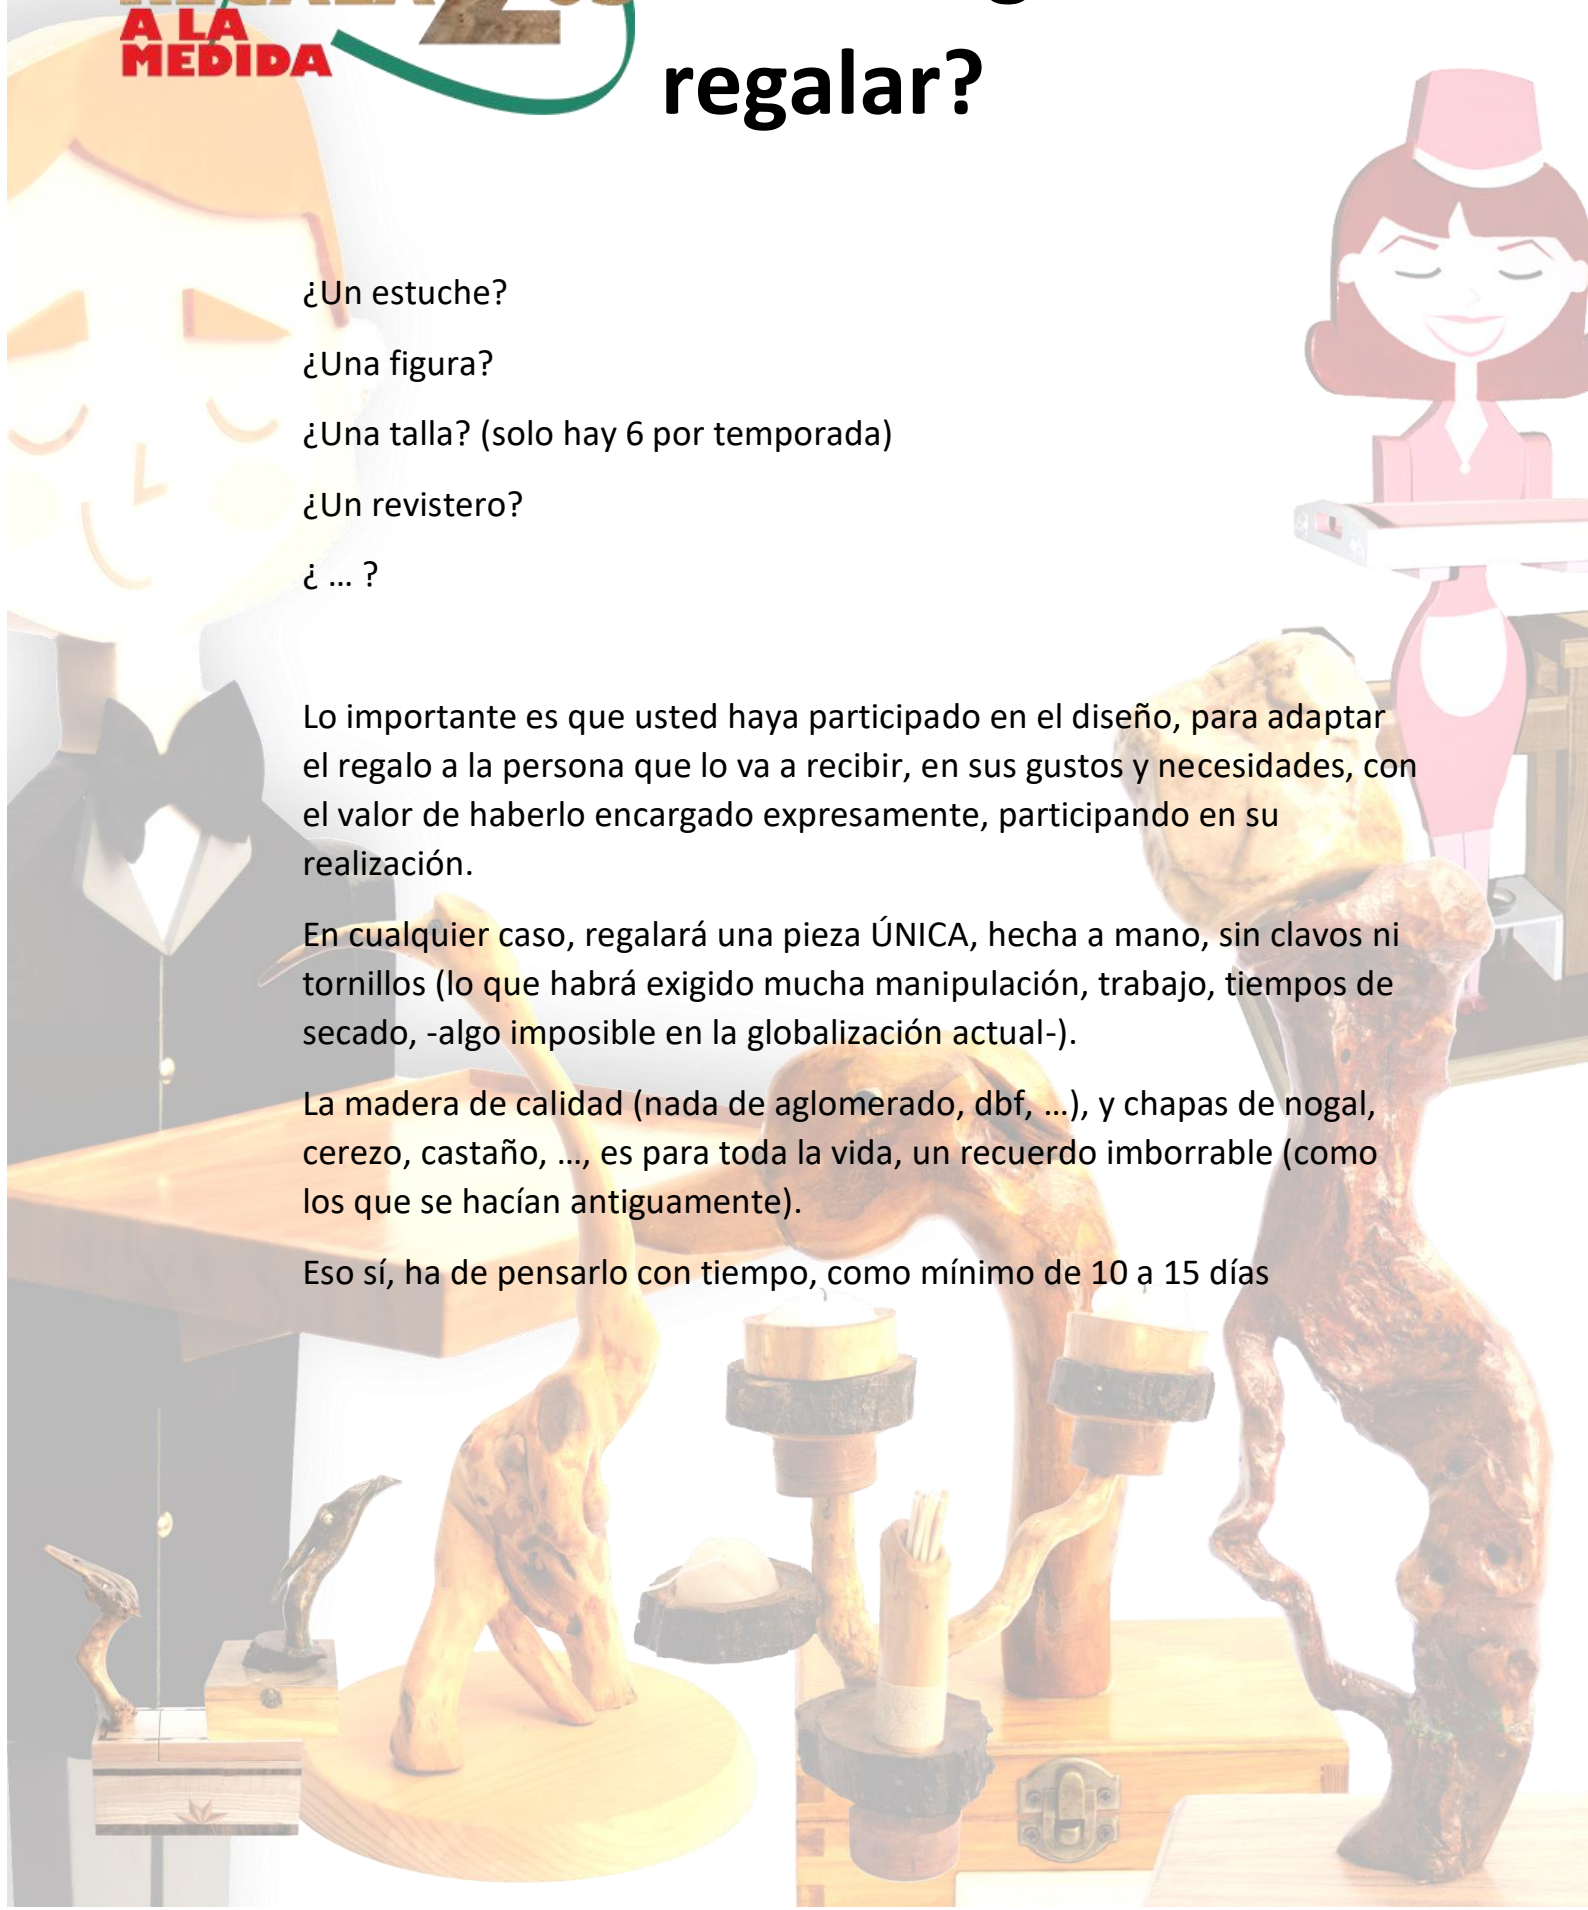 A LA
MEDIDA
regalar?
¿Un estuche?
¿Una figura?
¿Una talla? (solo hay 6 por temporada)
¿Un revistero?
¿ ... ?
Lo importante es que usted haya participado en el diseño, para adaptar
el regalo a la persona que lo va a recibir, en sus gustos y necesidades, con
el valor de haberlo encargado expresamente, participando en su
realización.
En cualquier caso, regalará una pieza ÚNICA, hecha a mano, sin clavos ni
tornillos (lo que habrá exigido mucha manipulación, trabajo, tiempos de
secado, -algo imposible en la globalización actual-).
La madera de calidad (nada de aglomerado, dbf, ...), y chapas de nogal,
cerezo, castaño, ..., es para toda la vida, un recuerdo imborrable (como
los que se hacían antiguamente).
Eso sí, ha de pensarlo con tiempo, como mínimo de 10 a 15 días